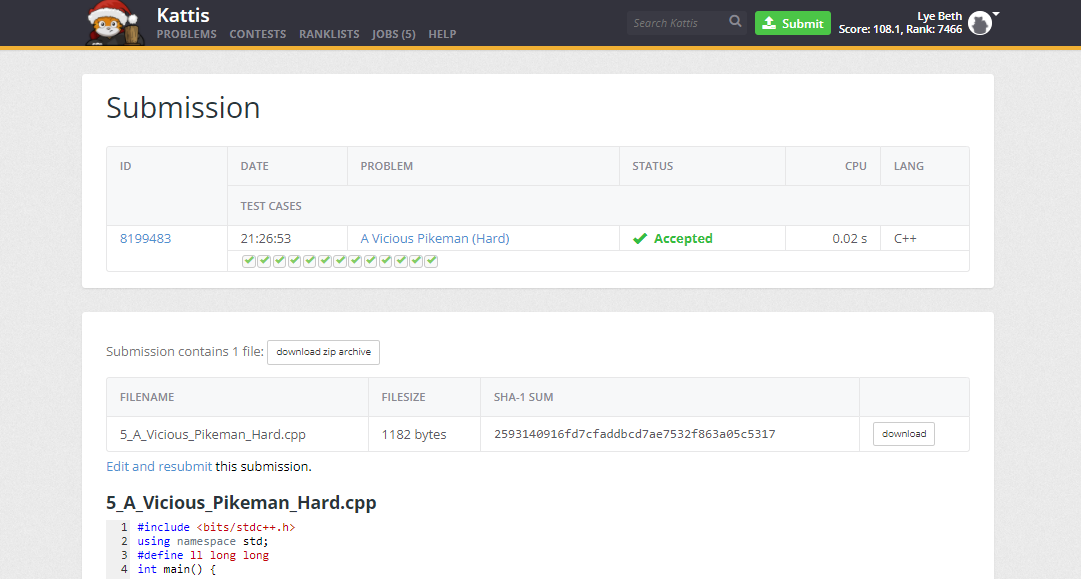 Kattis
PROBLEMS CONTESTS RANKLISTS JOBS (5) HELP
Search Kattis
Submit
Lye Beth
Score: 108.1, Rank: 7466
Submission
ID DATE PROBLEM STATUS CPU LANG
TEST CASES
8199483 21:26:53 A Vicious Pikeman (Hard) Accepted 0.02 s C++
Submission contains 1 file: download zip archive
FILENAME FILESIZE SHA-1 SUM
5_A_Vicious_Pikeman_Hard.cpp 1182 bytes 2593140916fd7cfaddbcd7ae7532f863a05c5317 download
Edit and resubmit this submission.
5_A_Vicious_Pikeman_Hard.cpp
1 #include <bits/stdc++.h>
2 using namespace std;
3 #define ll long long
4 int main() {